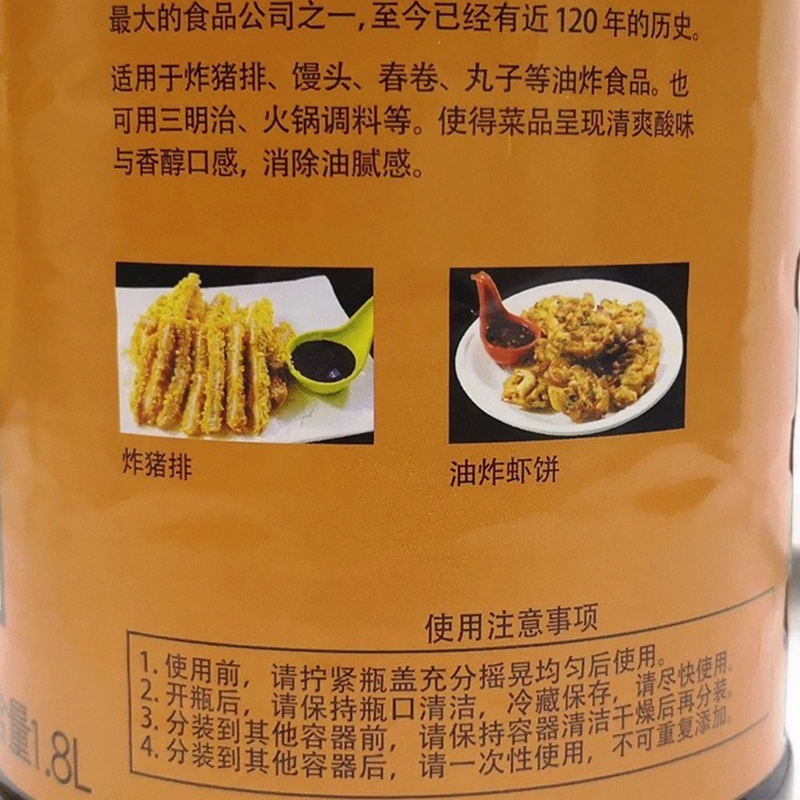 最大的食品公司之一,至今已经有近120年的历史。
适用于炸猪排、馒头、春卷、丸子等油炸食品。也
可用三明治、火锅调料等。使得菜品呈现清爽酸味
与香醇口感，消除油腻感。
炸猪排
油炸虾饼
使用注意事项
1. 使用前，请拧紧瓶盖充分摇晃均匀后使用。
2. 开瓶后，请保持瓶口清洁，冷藏保存，请尽快使用。
3. 分装到其他容器前，请保持容器清洁干燥后再分装。
4. 分装到其他容器后，请一次性使用，不可重复添加。
量1.8L